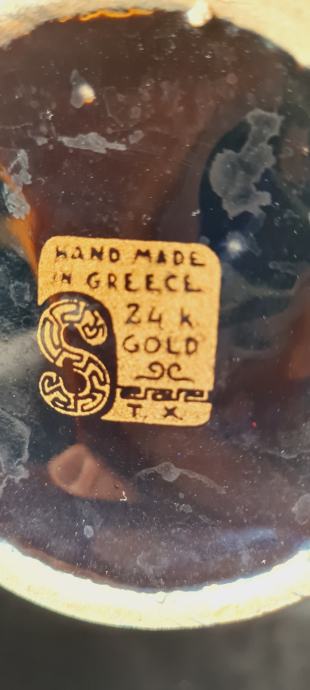 HAND MADE
IN GREECE
24 K
GOLD
S
T. X.